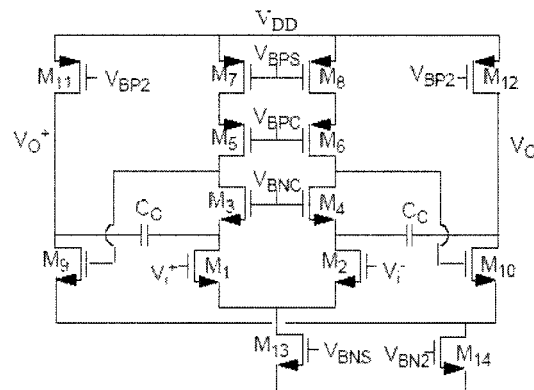 V_DD
M_11 V_BP2 M_7 V_BPS M_8 V_BP2 M_12
V_O^+ M_5 V_BPC M_6 V_O
M_3 V_BNC M_4
C_C C_C
M_9 V_i^+ M_1 M_2 V_i^- M_10
M_13 V_BNS V_BN2 M_14